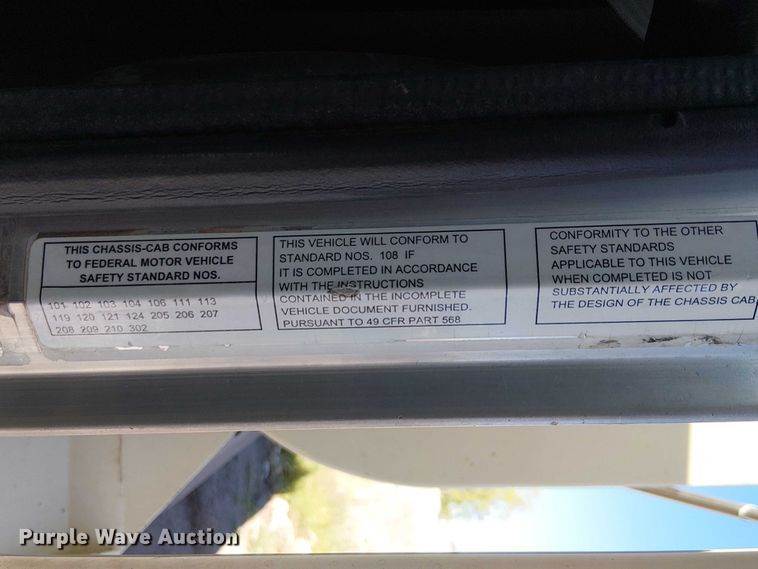 THIS CHASSIS-CAB CONFORMS
TO FEDERAL MOTOR VEHICLE
SAFETY STANDARD NOS.
101 102 103 104 106 111 113
119 120 121 124 205 206 207
208 209 210 302
THIS VEHICLE WILL CONFORM TO
STANDARD NOS. 108 IF
IT IS COMPLETED IN ACCORDANCE
WITH THE INSTRUCTIONS
CONTAINED IN THE INCOMPLETE
VEHICLE DOCUMENT FURNISHED.
PURSUANT TO 49 CFR PART 568
CONFORMITY TO THE OTHER
SAFETY STANDARDS
APPLICABLE TO THIS VEHICLE
WHEN COMPLETED IS NOT
SUBSTANTIALLY AFFECTED BY
THE DESIGN OF THE CHASSIS CAB
Purple Wave Auction